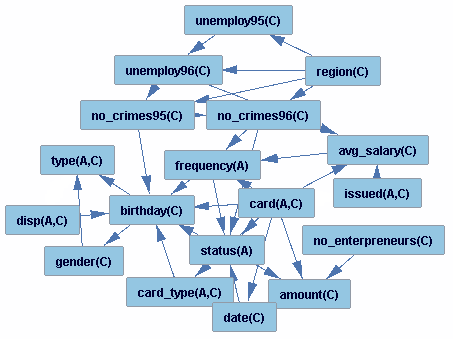 unemploy95(C)
unemploy96(C)
region(C)
no_crimes95(C)
no_crimes96(C)
avg_salary(C)
type(A,C)
frequency(A)
issued(A,C)
disp(A,C)
birthday(C)
card(A,C)
no_enterpreneurs(C)
gender(C)
status(A)
card_type(A,C)
amount(C)
date(C)